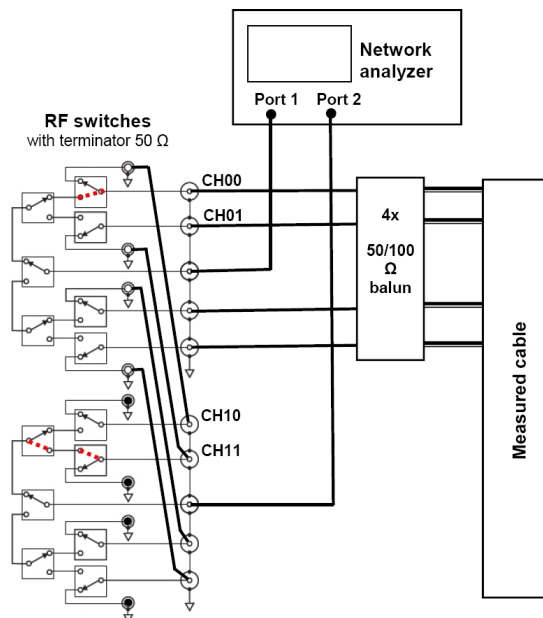 Network
analyzer
Port 1
Port 2
RF switches
with terminator 50 Ω
CH00
CH01
4x
50/100
Ω
balun
Measured cable
CH10
CH11